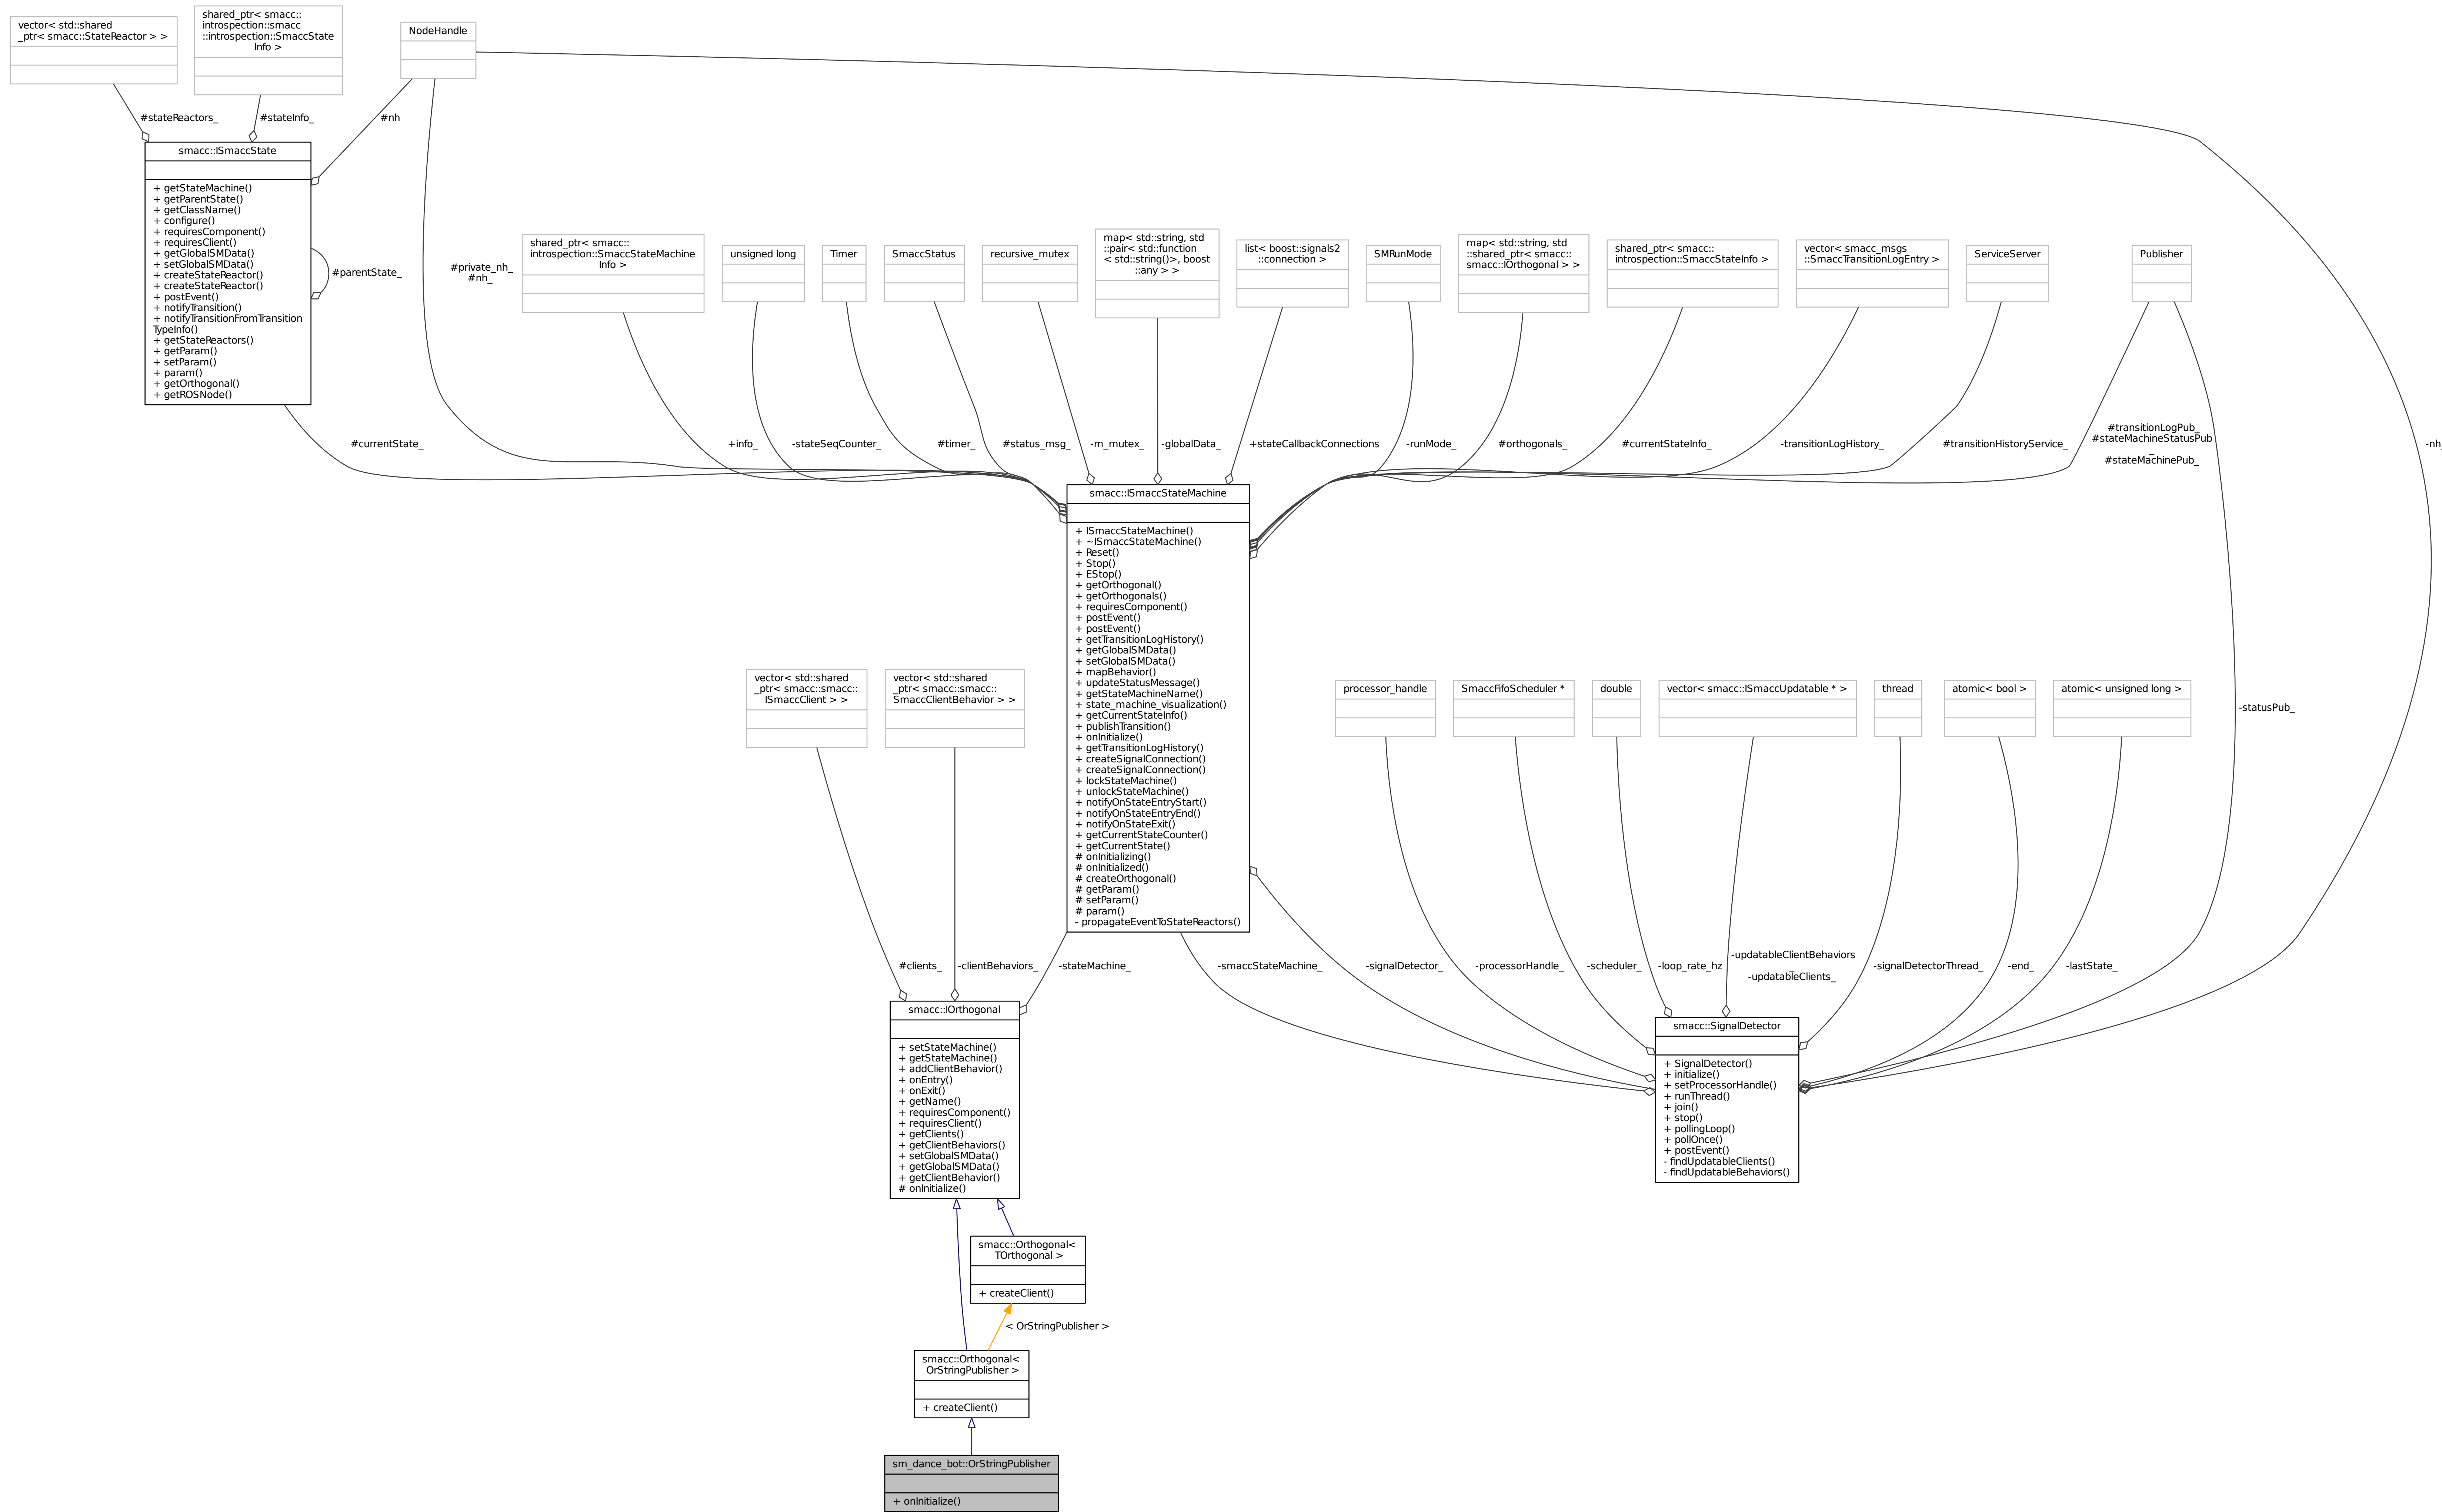 vector< std::shared
_ptr< smacc::StateReactor > >
shared_ptr< smacc::
introspection::smacc
::introspection::SmaccState
Info >
NodeHandle
#stateReactors_
#stateInfo_
#nh
smacc::ISmaccState
+ getStateMachine()
+ getParentState()
+ getClassName()
+ configure()
+ requiresComponent()
+ requiresClient()
+ getGlobalSMData()
+ setGlobalSMData()
+ createStateReactor()
+ createStateReactor()
+ postEvent()
+ notifyTransition()
+ notifyTransitionFromTransition
TypeInfo()
+ getStateReactors()
+ getParam()
+ setParam()
+ param()
+ getOrthogonal()
+ getROSNode()
#parentState_
#private_nh_
#nh_
shared_ptr< smacc::
introspection::SmaccStateMachine
Info >
unsigned long
Timer
SmaccStatus
recursive_mutex
map< std::string, std
::pair< std::function
< std::string()>, boost
::any > >
list< boost::signals2
::connection >
SMRunMode
map< std::string, std
::shared_ptr< smacc::
smacc::IOrthogonal > >
shared_ptr< smacc::
introspection::SmaccStateInfo >
vector< smacc_msgs
::SmaccTransitionLogEntry >
ServiceServer
Publisher
#currentState_
+info_
-stateSeqCounter_
#timer_
#status_msg_
-m_mutex_
-globalData_
+stateCallbackConnections
-runMode_
#orthogonals_
#currentStateInfo_
-transitionLogHistory_
#transitionHistoryService_
#transitionLogPub_
#stateMachineStatusPub
_
#stateMachinePub_
-nh_
smacc::ISmaccStateMachine
+ ISmaccStateMachine()
+ ~ISmaccStateMachine()
+ Reset()
+ Stop()
+ EStop()
+ getOrthogonal()
+ getOrthogonals()
+ requiresComponent()
+ postEvent()
+ postEvent()
+ getTransitionLogHistory()
+ getGlobalSMData()
+ setGlobalSMData()
+ mapBehavior()
+ updateStatusMessage()
+ getStateMachineName()
+ state_machine_visualization()
+ getCurrentStateInfo()
+ publishTransition()
+ onInitialize()
+ getTransitionLogHistory()
+ createSignalConnection()
+ createSignalConnection()
+ lockStateMachine()
+ unlockStateMachine()
+ notifyOnStateEntryStart()
+ notifyOnStateEntryEnd()
+ notifyOnStateExit()
+ getCurrentStateCounter()
+ getCurrentState()
# onInitializing()
# onInitialized()
# createOrthogonal()
# getParam()
# setParam()
# param()
- propagateEventToStateReactors()
vector< std::shared
_ptr< smacc::smacc::
ISmaccClient > >
vector< std::shared
_ptr< smacc::smacc::
SmaccClientBehavior > >
processor_handle
SmaccFifoScheduler *
double
vector< smacc::ISmaccUpdatable * >
thread
atomic< bool >
atomic< unsigned long >
-statusPub_
#clients_
-clientBehaviors_
-stateMachine_
-smaccStateMachine_
-signalDetector_
-processorHandle_
-scheduler_
-loop_rate_hz
-updatableClientBehaviors
_
-updatableClients_
-signalDetectorThread_
-end_
-lastState_
smacc::IOrthogonal
+ setStateMachine()
+ getStateMachine()
+ addClientBehavior()
+ onEntry()
+ onExit()
+ getName()
+ requiresComponent()
+ requiresClient()
+ getClients()
+ getClientBehaviors()
+ setGlobalSMData()
+ getGlobalSMData()
+ getClientBehavior()
# onInitialize()
smacc::SignalDetector
+ SignalDetector()
+ initialize()
+ setProcessorHandle()
+ runThread()
+ join()
+ stop()
+ pollingLoop()
+ pollOnce()
+ postEvent()
- findUpdatableClients()
- findUpdatableBehaviors()
smacc::Orthogonal<
TOrthogonal >
+ createClient()
< OrStringPublisher >
smacc::Orthogonal<
OrStringPublisher >
+ createClient()
sm_dance_bot::OrStringPublisher
+ onInitialize()